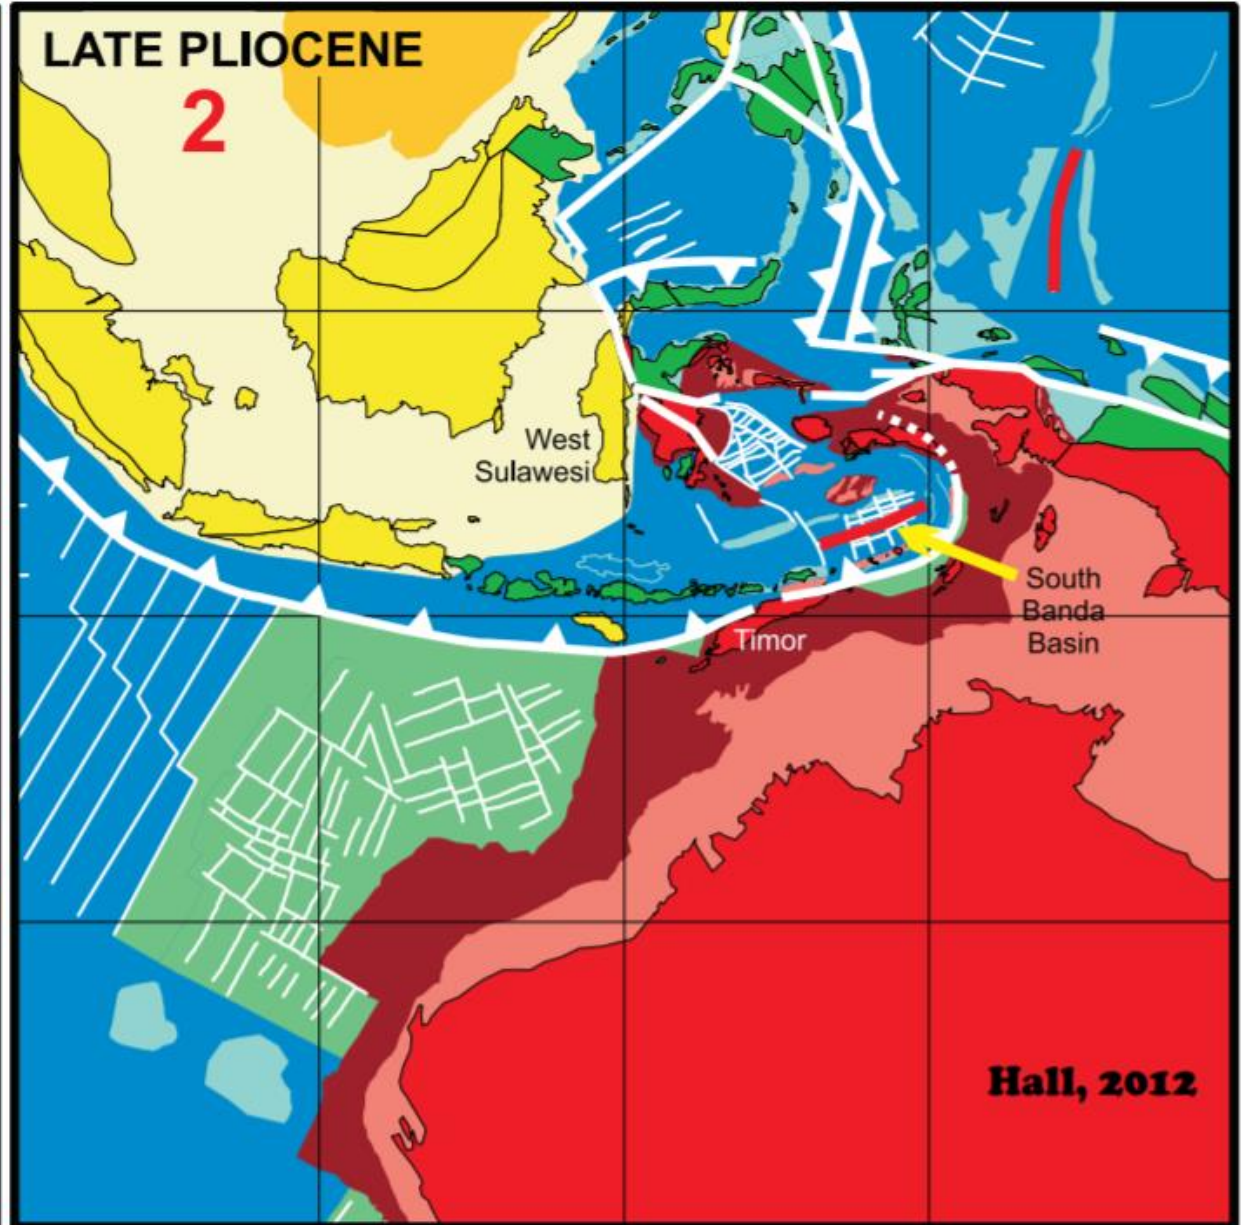 LATE PLIOCENE
2
West
Sulawesi
South
Banda
Basin
Timor
Hall, 2012